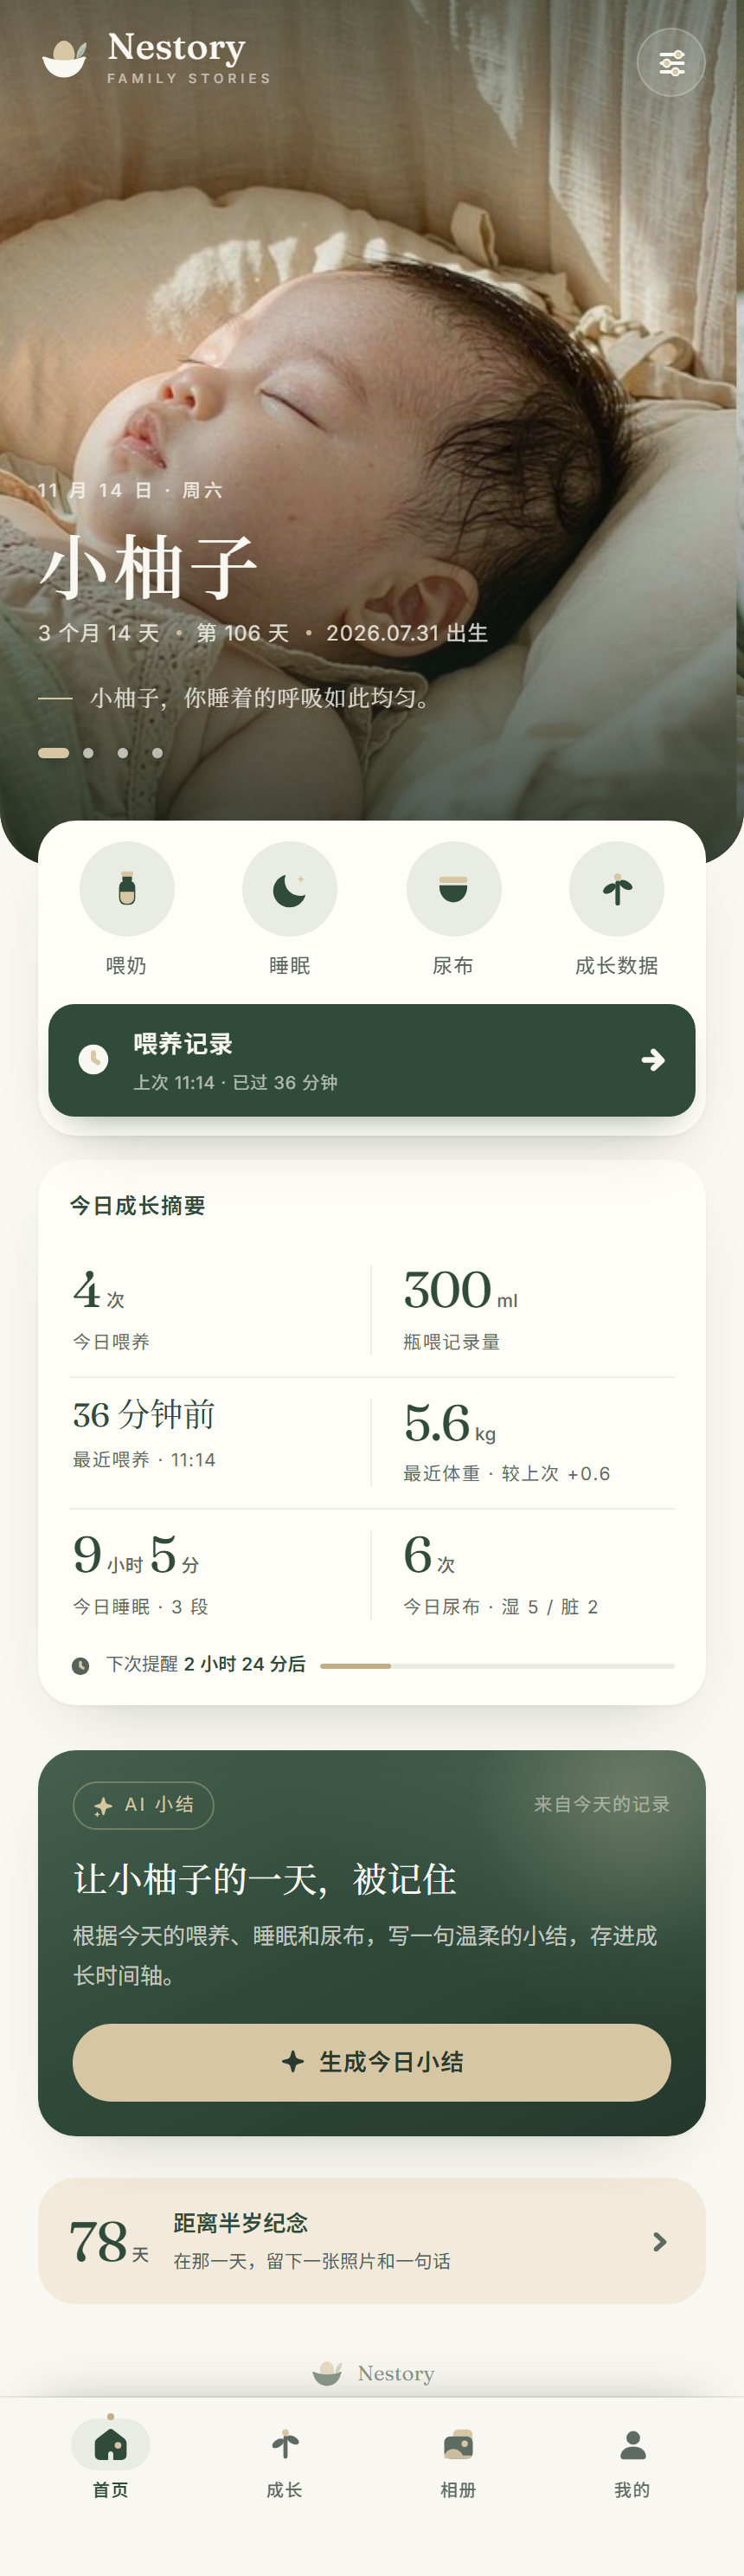 Nestory
FAMILY STORIES
11 月 14 日 · 周六
小柚子
3 个月 14 天 • 第 106 天 • 2026.07.31 出生
— 小柚子，你睡着的呼吸如此均匀。
喂奶
睡眠
尿布
成长数据
喂养记录
上次 11:14 · 已过 36 分钟
今日成长摘要
4 次
今日喂养
300 ml
瓶喂记录量
36 分钟前
最近喂养 · 11:14
5.6 kg
最近体重 · 较上次 +0.6
9 小时 5 分
今日睡眠 · 3 段
6 次
今日尿布 · 湿 5 / 脏 2
下次提醒 2 小时 24 分后
AI 小结
来自今天的记录
让小柚子的一天，被记住
根据今天的喂养、睡眠和尿布，写一句温柔的小结，存进成
长时间轴。
生成今日小结
78 天
距离半岁纪念
在那一天，留下一张照片和一句话
Nestory
首页
成长
相册
我的